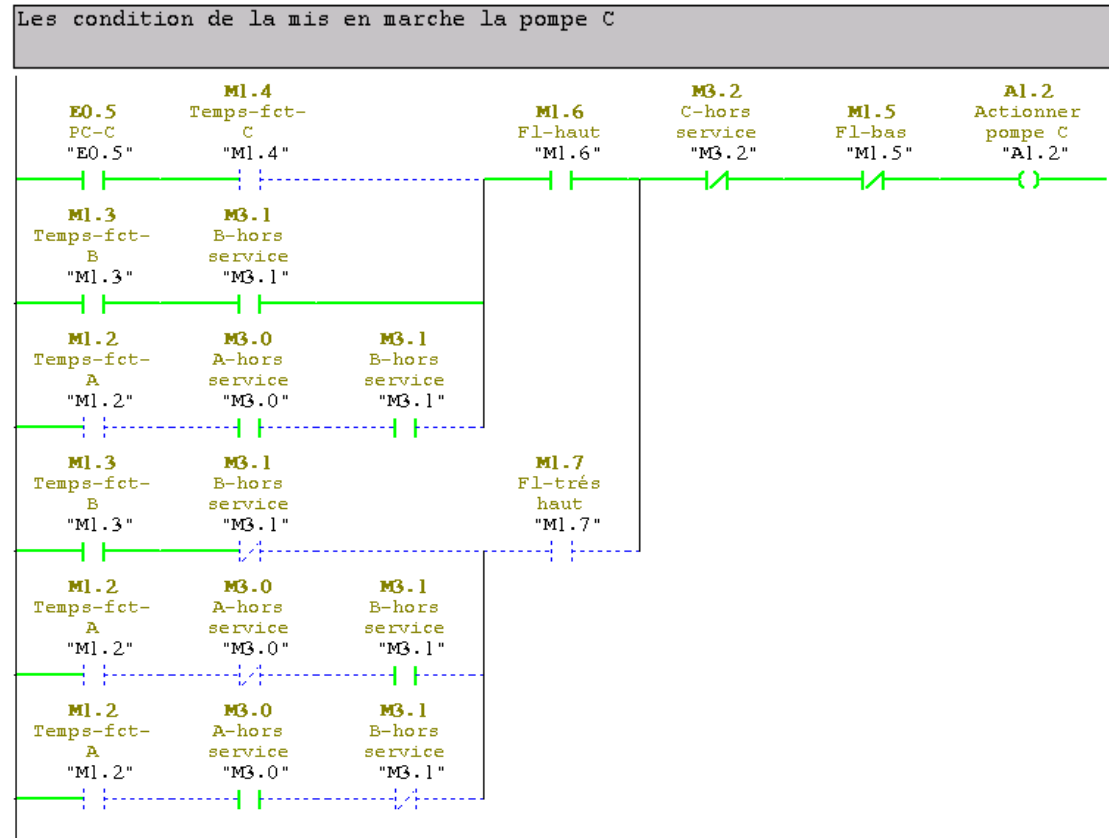 Les condition de la mis en marche la pompe C
M1.4
M3.2
A1.2
E0.5
Temps-fct-
M1.6
C-hors
M1.5
Actionner
PC-C
C
Fl-haut
service
Fl-bas
pompe C
"E0.5"
"M1.4"
"M1.6"
"M3.2"
"M1.5"
"A1.2"
M1.3
M3.1
Temps-fct-
B-hors
B
service
"M1.3"
"M3.1"
M1.2
M3.0
M3.1
Temps-fct-
A-hors
B-hors
A
service
service
"M1.2"
"M3.0"
"M3.1"
M1.3
M3.1
M1.7
Temps-fct-
B-hors
Fl-trés
B
service
haut
"M1.3"
"M3.1"
"M1.7"
M1.2
M3.0
M3.1
Temps-fct-
A-hors
B-hors
A
service
service
"M1.2"
"M3.0"
"M3.1"
M1.2
M3.0
M3.1
Temps-fct-
A-hors
B-hors
A
service
service
"M1.2"
"M3.0"
"M3.1"